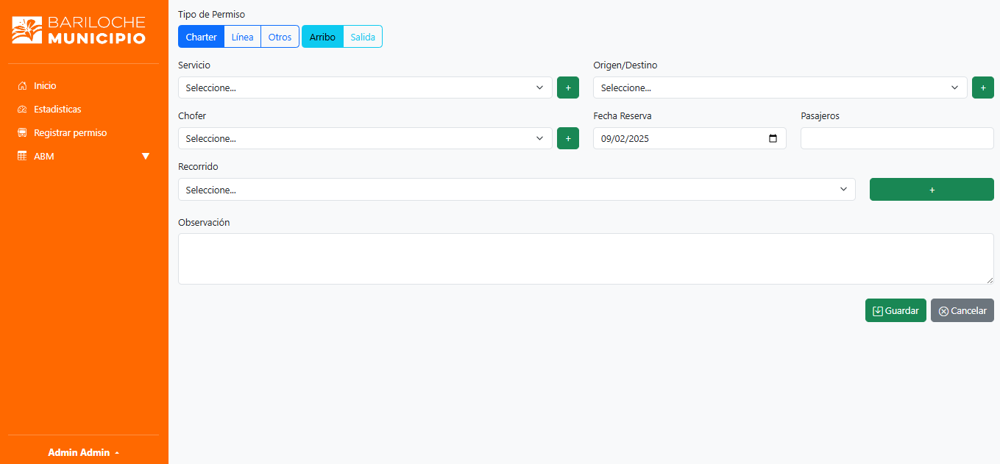 BARILOCHE
MUNICIPIO
Inicio
Estadisticas
Registrar permiso
ABM
Admin Admin
Tipo de Permiso
Charter Línea Otros Arribo Salida
Servicio Origen/Destino
Seleccione... + Seleccione... +
Chofer Fecha Reserva Pasajeros
Seleccione... + 09/02/2025
Recorrido
Seleccione... +
Observación
Guardar Cancelar